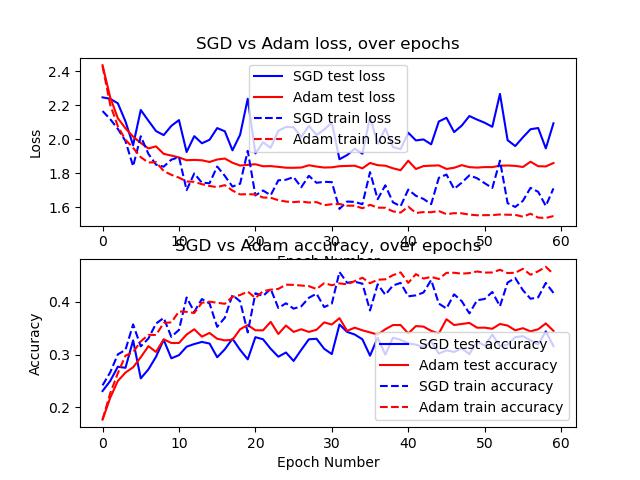 SGD vs Adam loss, over epochs
2.4
2.2
2.0
1.8
1.6
Loss
SGD test loss
Adam test loss
SGD train loss
Adam train loss
0 10 20 30 40 50 60
Epoch Number
SGD vs Adam accuracy, over epochs
0.4
0.3
0.2
Accuracy
SGD test accuracy
Adam test accuracy
SGD train accuracy
Adam train accuracy
0 10 20 30 40 50 60
Epoch Number